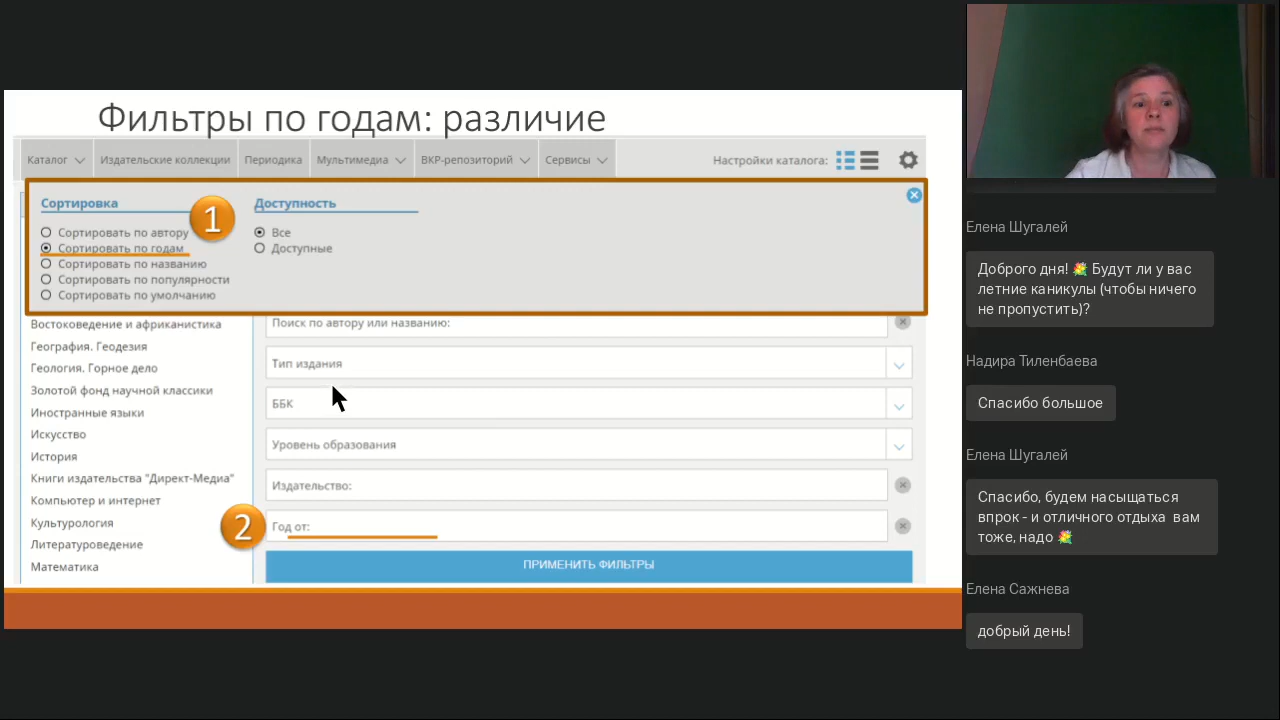 Фильтры по годам: различие
Каталог Издательские коллекции Периодика Мультимедиа ВКР-репозиторий Сервисы Настройки каталога:
Сортировка
1
Сортировать по автору
Сортировать по годам
Сортировать по названию
Сортировать по популярности
Сортировать по умолчанию
Доступность
Все
Доступные
Востоковедение и африканистика
География. Геодезия
Геология. Горное дело
Золотой фонд научной классики
Иностранные языки
Искусство
История
Книги издательства "Директ-Медиа"
Компьютер и интернет
Культурология
Литературоведение
Математика
Поиск по автору или названию:
Тип издания
ББК
Уровень образования
Издательство:
2
Год от:
ПРИМЕНИТЬ ФИЛЬТРЫ
Елена Шугалей
Доброго дня! 💐 Будут ли у вас
летние каникулы (чтобы ничего
не пропустить)?
Надира Тиленбаева
Спасибо большое
Елена Шугалей
Спасибо, будем насыщаться
впрок - и отличного отдыха вам
тоже, надо 💐
Елена Сажнева
добрый день!